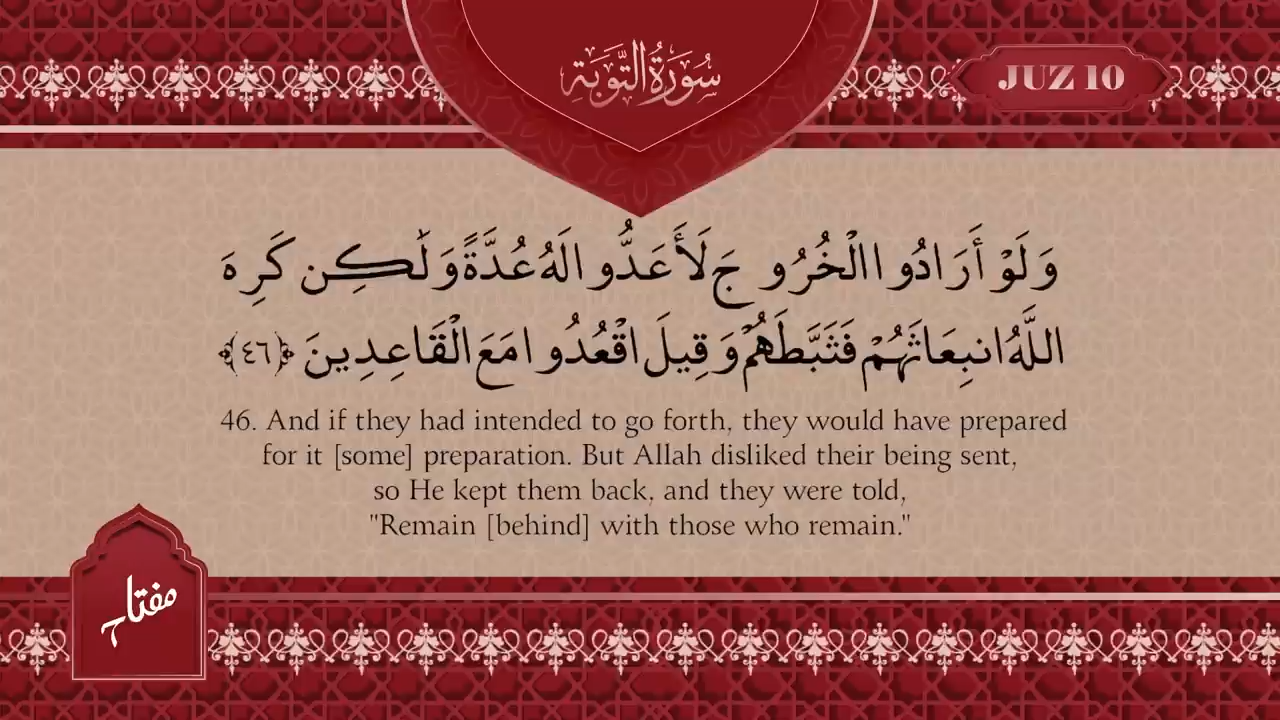 سُورَةُ التَّوْبَةِ
JUZ 10
وَلَوْ أَرَادُوا الْخُرُوجَ لَأَعَدُّوا لَهُ عُدَّةً وَلَٰكِن كَرِهَ
اللَّهُ انبِعَاثَهُمْ فَثَبَّطَهُمْ وَقِيلَ اقْعُدُوا مَعَ الْقَاعِدِينَ ﴿٤٦﴾
46. And if they had intended to go forth, they would have prepared
for it [some] preparation. But Allah disliked their being sent,
so He kept them back, and they were told,
"Remain [behind] with those who remain."
مفتاح